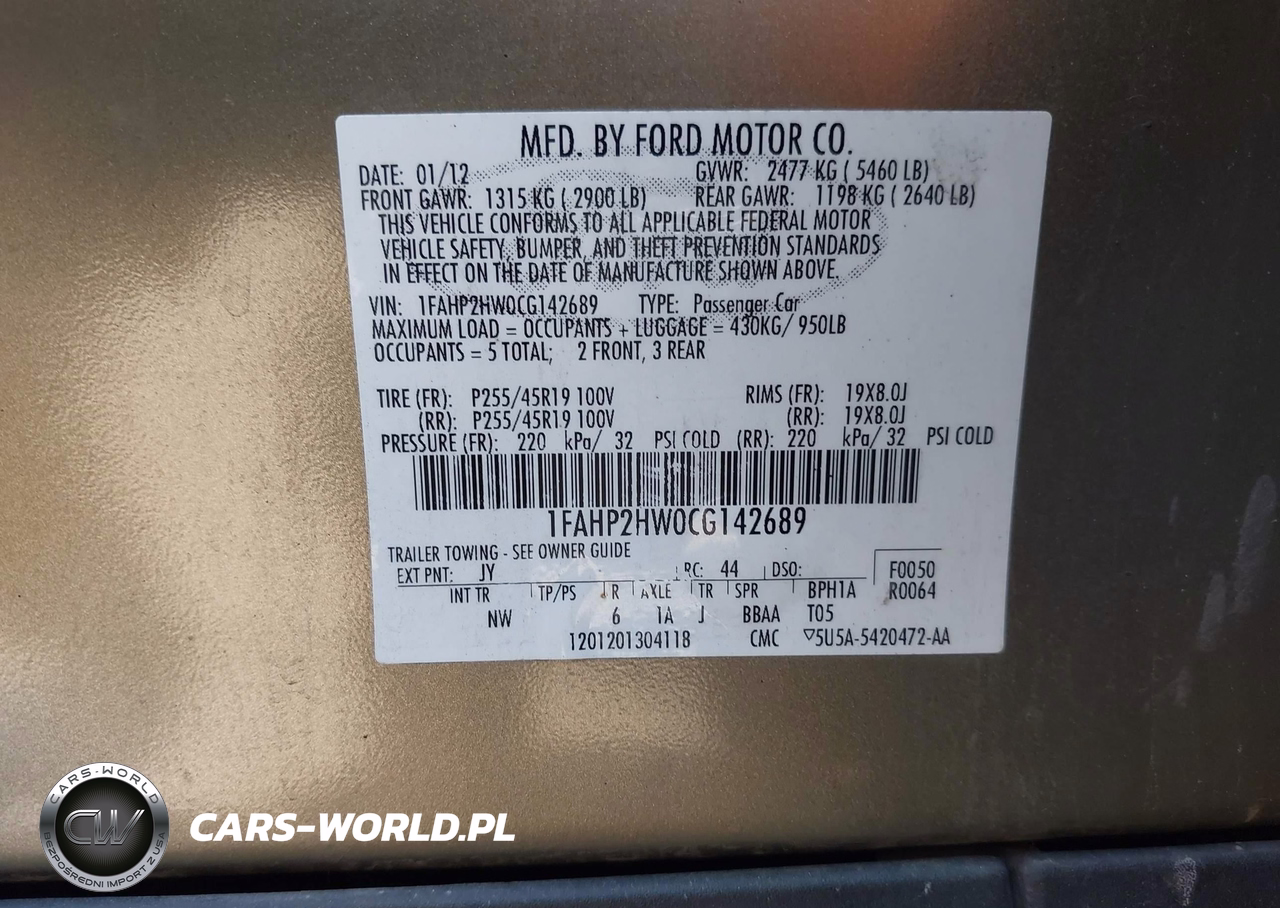 MFD. BY FORD MOTOR CO.
DATE: 01/12 GVWR: 2477 KG ( 5460 LB)
FRONT GAWR: 1315 KG ( 2900 LB) REAR GAWR: 1198 KG ( 2640 LB)
THIS VEHICLE CONFORMS TO ALL APPLICABLE FEDERAL MOTOR
VEHICLE SAFETY, BUMPER, AND THEFT PREVENTION STANDARDS
IN EFFECT ON THE DATE OF MANUFACTURE SHOWN ABOVE.
VIN: 1FAHP2HW0CG142689 TYPE: Passenger Car
MAXIMUM LOAD = OCCUPANTS + LUGGAGE = 430KG/ 950LB
OCCUPANTS = 5 TOTAL; 2 FRONT, 3 REAR
TIRE (FR): P255/45R19 100V RIMS (FR): 19X8.0J
(RR): P255/45R19 100V (RR): 19X8.0J
PRESSURE (FR): 220 kPa/ 32 PSI COLD (RR): 220 kPa/ 32 PSI COLD
1FAHP2HW0CG142689
TRAILER TOWING - SEE OWNER GUIDE
EXT PNT: JY RC: 44 DSO: F0050
INT TR TP/PS R AXLE TR SPR BPH1A R0064
NW 6 1A J BBAA T05
1201201304118 CMC ▽5U5A-5420472-AA
CARS-WORLD
CW
BEZPOŚREDNI IMPORT Z USA
CARS-WORLD.PL